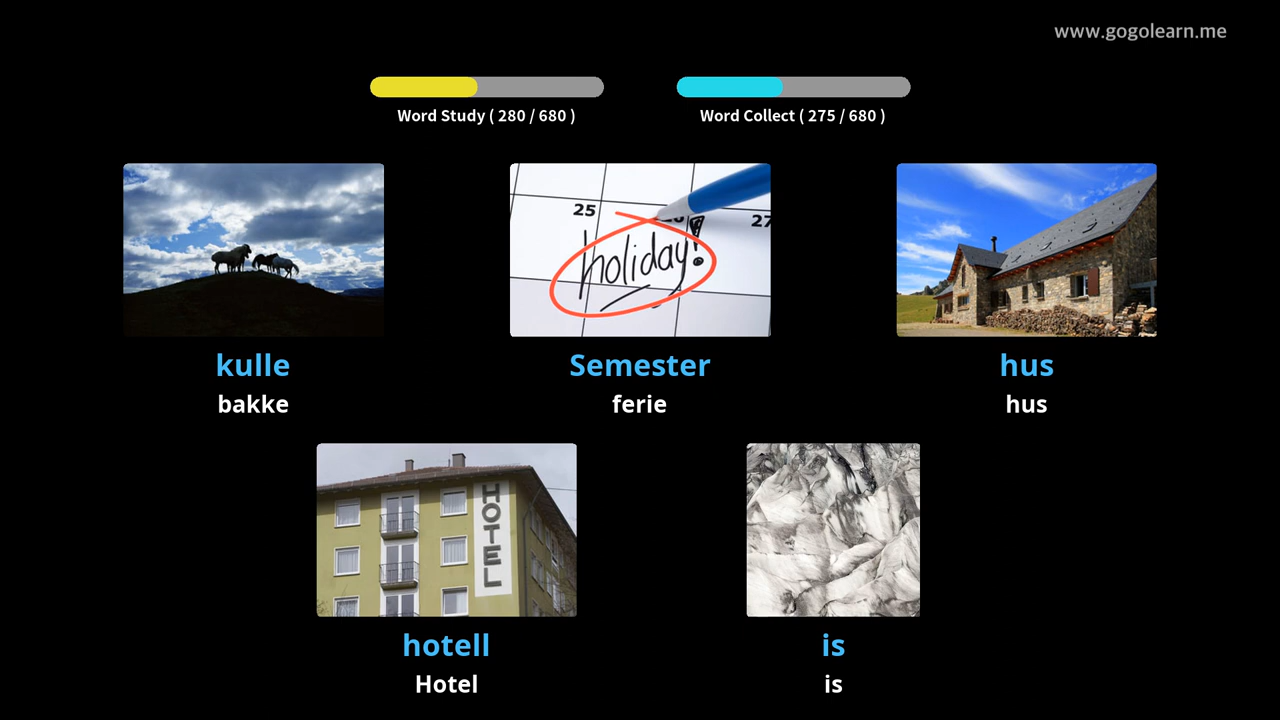 www.gogolearn.me
Word Study ( 280 / 680 )
Word Collect ( 275 / 680 )
25
27
holiday!
kulle
bakke
Semester
ferie
hus
hus
HOTEL
hotell
Hotel
is
is